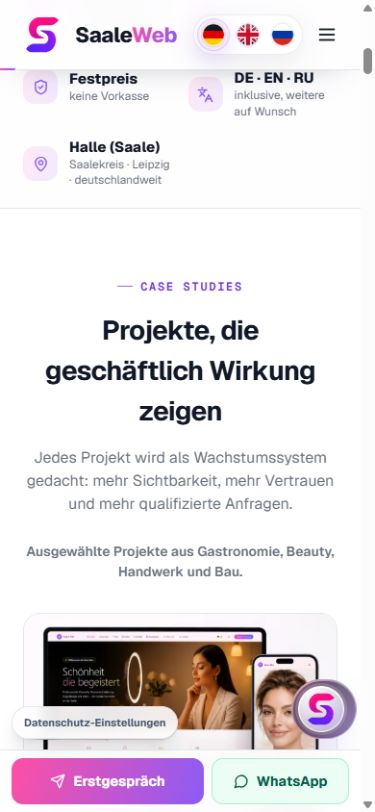 SaaleWeb
Festpreis
keine Vorkasse
DE · EN · RU
inklusive, weitere
auf Wunsch
Halle (Saale)
Saalekreis · Leipzig
· deutschlandweit
CASE STUDIES
Projekte, die
geschäftlich Wirkung
zeigen
Jedes Projekt wird als Wachstumssystem
gedacht: mehr Sichtbarkeit, mehr Vertrauen
und mehr qualifizierte Anfragen.
Ausgewählte Projekte aus Gastronomie, Beauty,
Handwerk und Bau.
Schönheit
die begeistert
Datenschutz-Einstellungen
Erstgespräch
WhatsApp